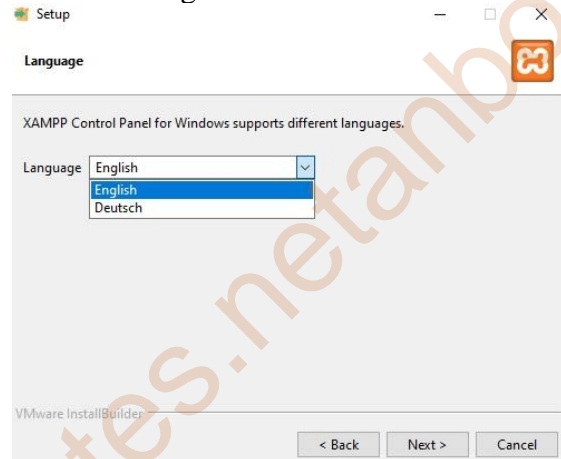 Setup
Language
XAMPP Control Panel for Windows supports different languages.
Language English
English
Deutsch
VMware InstallBuilder
< Back Next > Cancel